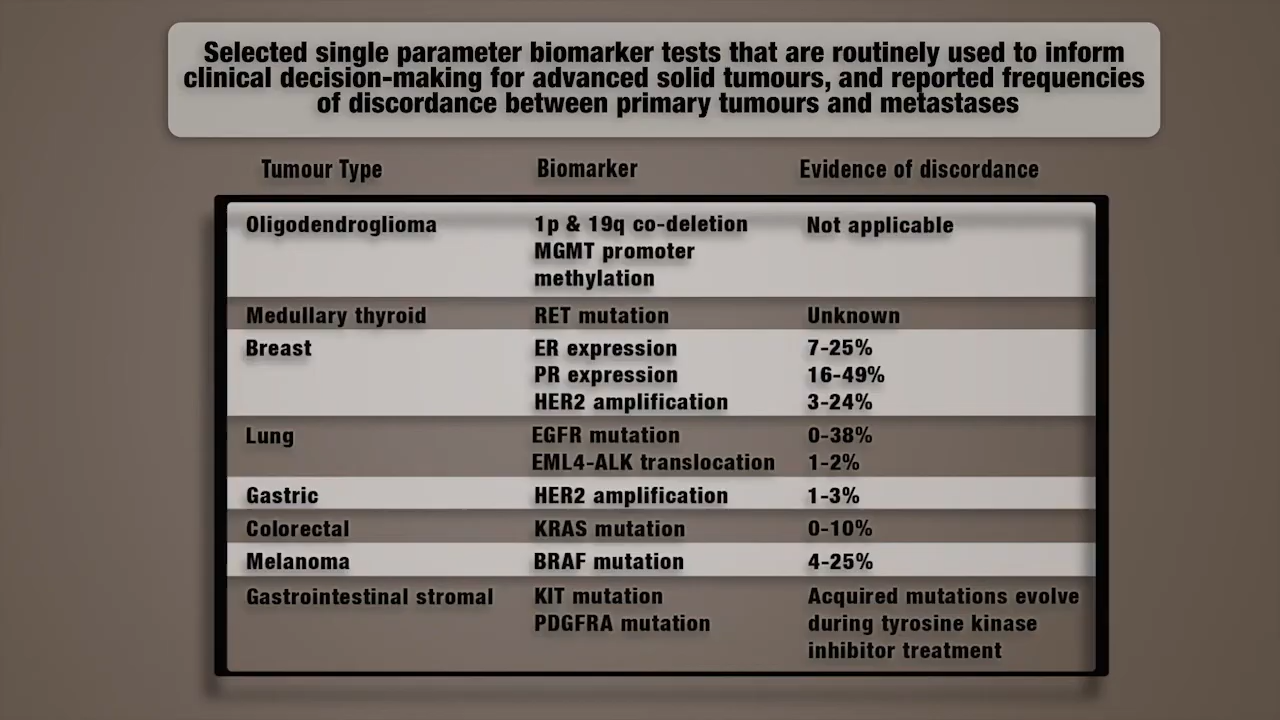 Selected single parameter biomarker tests that are routinely used to inform
clinical decision-making for advanced solid tumours, and reported frequencies
of discordance between primary tumours and metastases
Tumour Type Biomarker Evidence of discordance
Oligodendroglioma 1p & 19q co-deletion Not applicable
MGMT promoter
methylation
Medullary thyroid RET mutation Unknown
Breast ER expression 7-25%
PR expression 16-49%
HER2 amplification 3-24%
Lung EGFR mutation 0-38%
EML4-ALK translocation 1-2%
Gastric HER2 amplification 1-3%
Colorectal KRAS mutation 0-10%
Melanoma BRAF mutation 4-25%
Gastrointestinal stromal KIT mutation Acquired mutations evolve
PDGFRA mutation during tyrosine kinase
inhibitor treatment